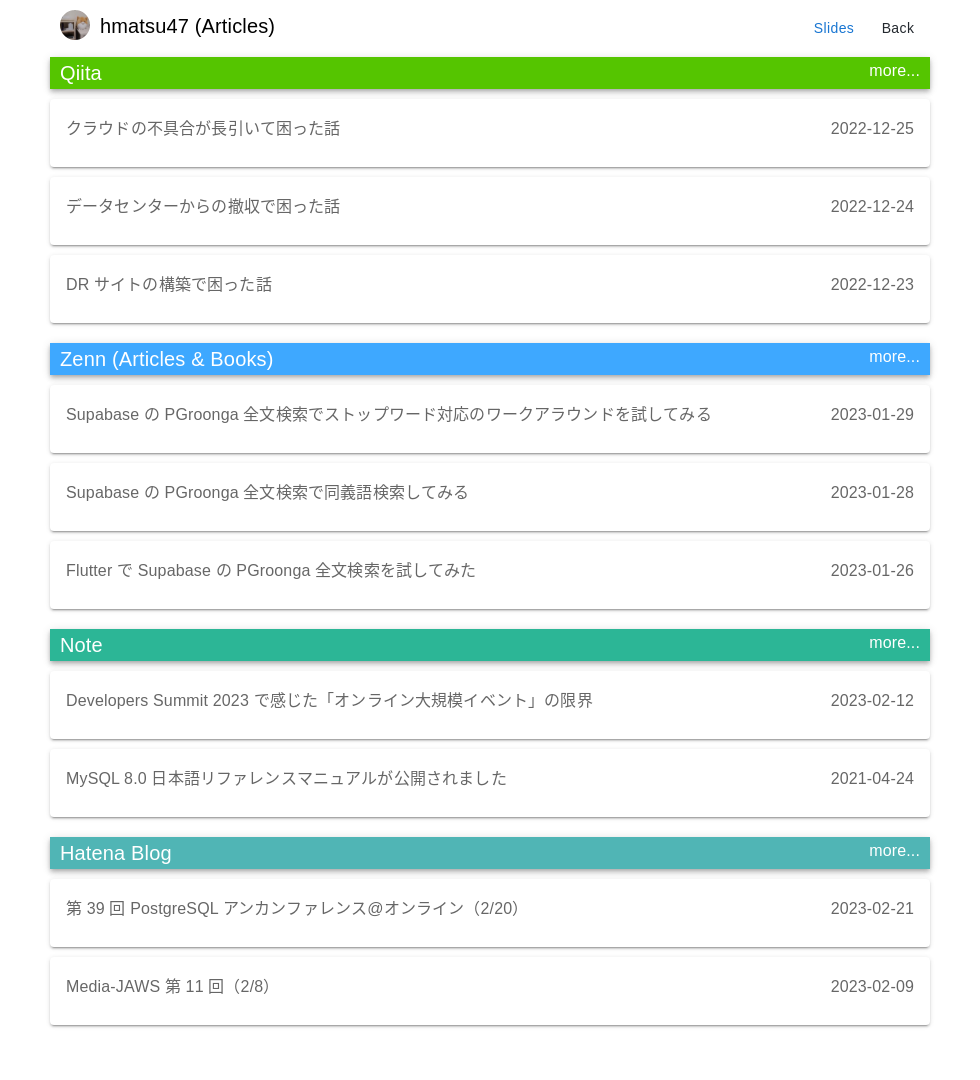 hmatsu47 (Articles)
Slides
Back
Qiita
more...
クラウドの不具合が長引いて困った話
2022-12-25
データセンターからの撤収で困った話
2022-12-24
DR サイトの構築で困った話
2022-12-23
Zenn (Articles & Books)
more...
Supabase の PGroonga 全文検索でストップワード対応のワークアラウンドを試してみる
2023-01-29
Supabase の PGroonga 全文検索で同義語検索してみる
2023-01-28
Flutter で Supabase の PGroonga 全文検索を試してみた
2023-01-26
Note
more...
Developers Summit 2023 で感じた「オンライン大規模イベント」の限界
2023-02-12
MySQL 8.0 日本語リファレンスマニュアルが公開されました
2021-04-24
Hatena Blog
more...
第 39 回 PostgreSQL アンカンファレンス@オンライン（2/20）
2023-02-21
Media-JAWS 第 11 回（2/8）
2023-02-09